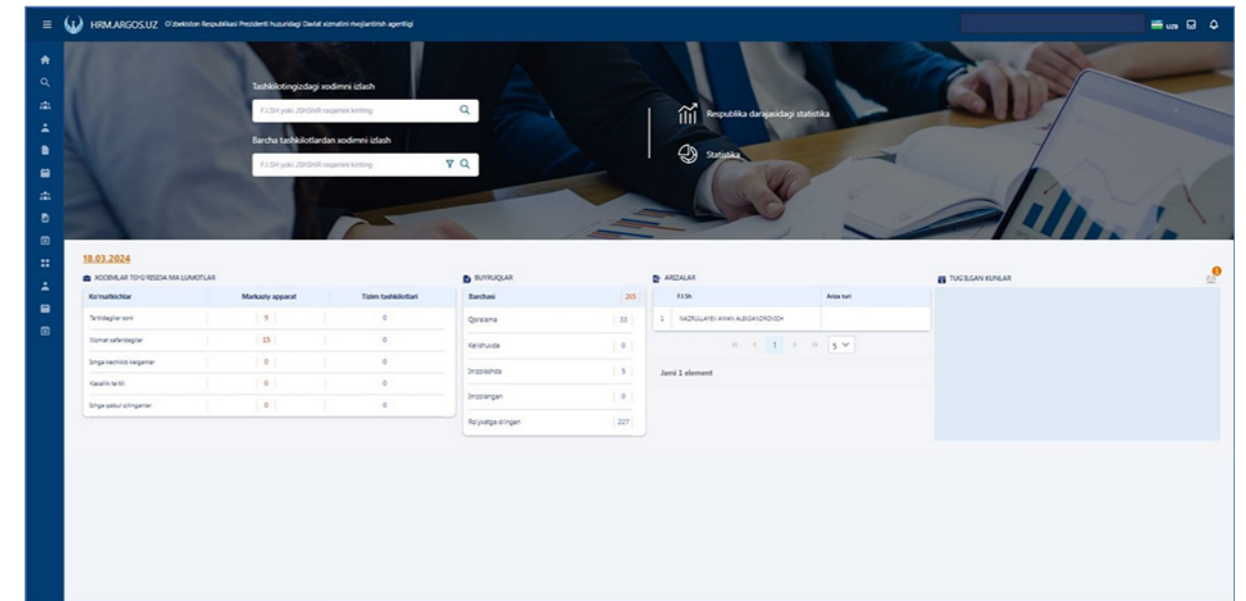 HRM.ARGOS.UZ O'zbekiston Respublikasi Prezidenti huzuridagi Davlat xizmatini rivojlantirish agentligi
UZB
Tashkilotingizdagi xodimni izlash
F.I.SH yoki JShShIR raqamini kiriting
Barcha tashkilotlardan xodimni izlash
F.I.SH yoki JShShIR raqamini kiriting
Respublika darajasidagi statistika
Statistika
18.03.2024
XODIMLAR TO'G'RISIDA MA'LUMOTLAR
Ko'rsatkichlar Markaziy apparat Tizim tashkilotlari
Ta'tildagilar soni 9 0
Xizmat safaridagilar 15 0
Ishga kechikib kelganlar 0 0
Kasallik ta'tili 0 0
Ishga qabul qilinganlar 0 0
BUYRUQLAR
Barchasi 265
Qoralama 33
Kelishuvda 0
Imzolashda 5
Imzolangan 0
Ro'yxatga olingan 227
ARIZALAR
F.I.Sh Ariza turi
1
1 5
Jami 1 element
TUG'ILGAN KUNLAR
1